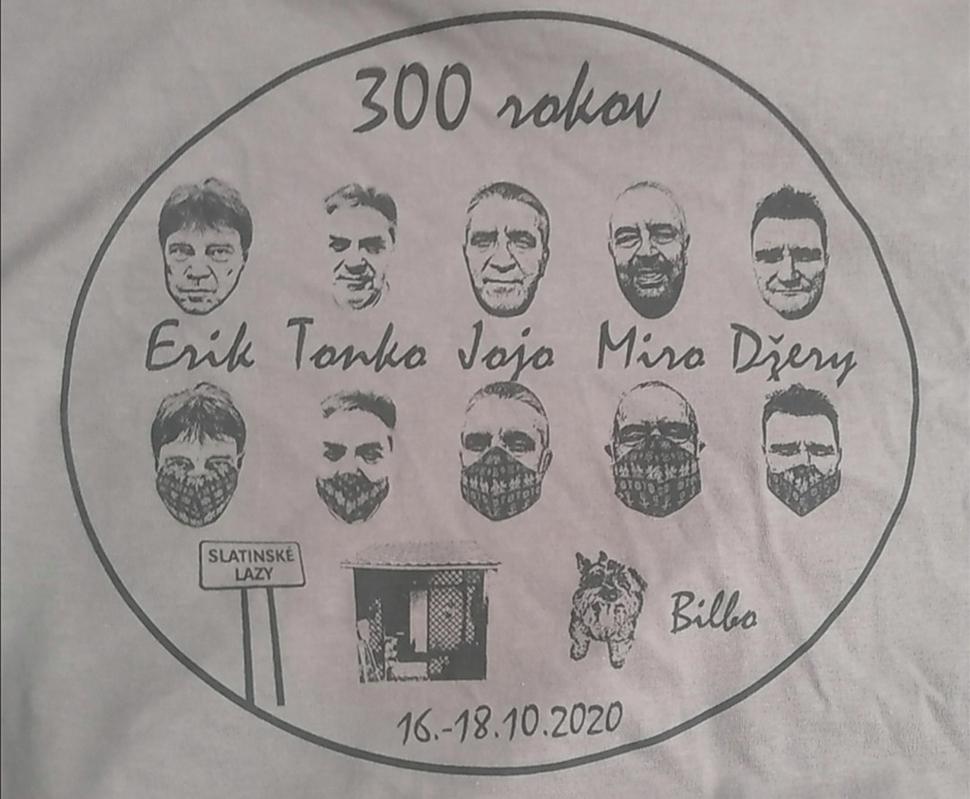 300 rokov
Erik Tonko Jojo Miro Džery
SLATINSKÉ
LAZY
Bilbo
16.-18.10.2020